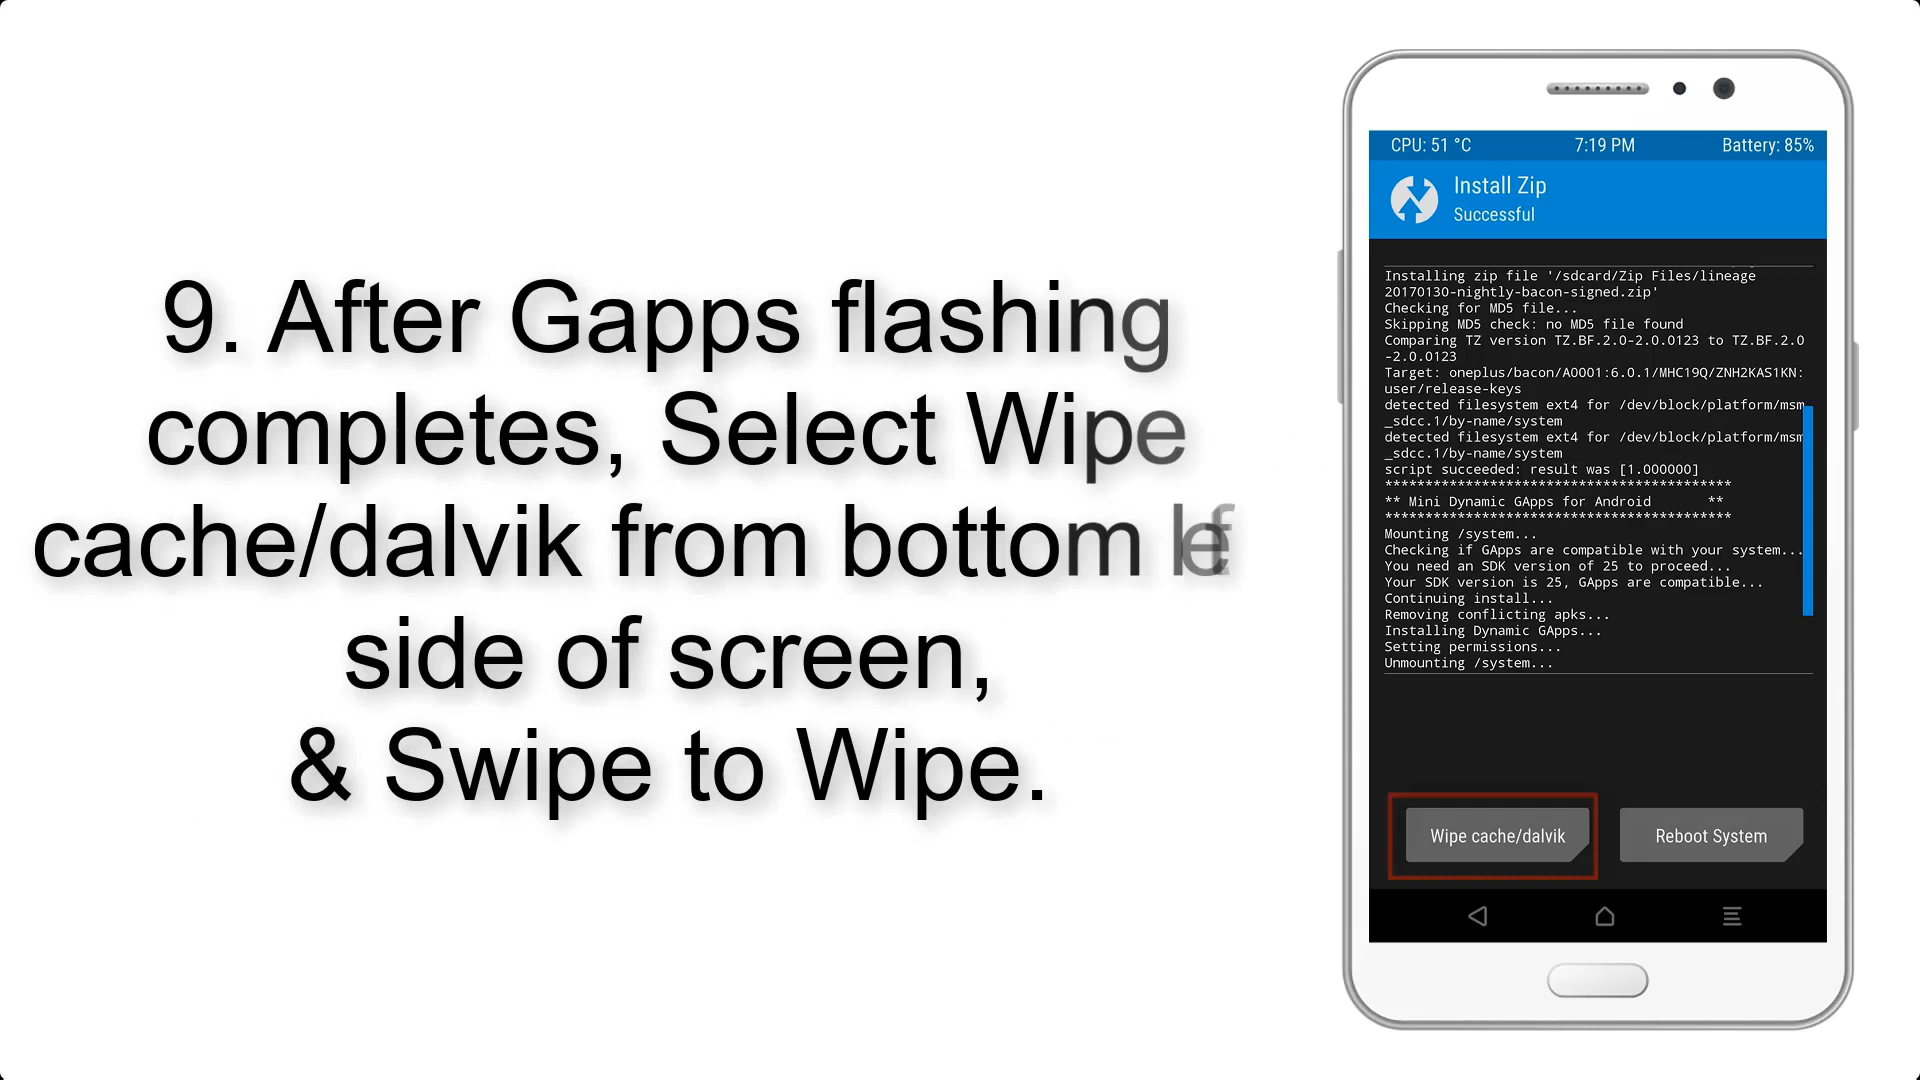 9. After Gapps flashing
completes, Select Wipe
cache/dalvik from bottom lef
side of screen,
& Swipe to Wipe.
CPU: 51 °C 7:19 PM Battery: 85%
Install Zip
Successful
Installing zip file '/sdcard/Zip Files/lineage
20170130-nightly-bacon-signed.zip'
Checking for MD5 file...
Skipping MD5 check: no MD5 file found
Comparing TZ version TZ.BF.2.0-2.0.0123 to TZ.BF.2.0
-2.0.0123
Target: oneplus/bacon/A0001:6.0.1/MHC19Q/ZNH2KAS1KN:
user/release-keys
detected filesystem ext4 for /dev/block/platform/msm
_sdcc.1/by-name/system
detected filesystem ext4 for /dev/block/platform/msm
_sdcc.1/by-name/system
script succeeded: result was [1.000000]
*******************************************
** Mini Dynamic GApps for Android       **
*******************************************
Mounting /system...
Checking if GApps are compatible with your system...
You need an SDK version of 25 to proceed...
Your SDK version is 25, GApps are compatible...
Continuing install...
Removing conflicting apks...
Installing Dynamic GApps...
Setting permissions...
Unmounting /system...
Wipe cache/dalvik Reboot System